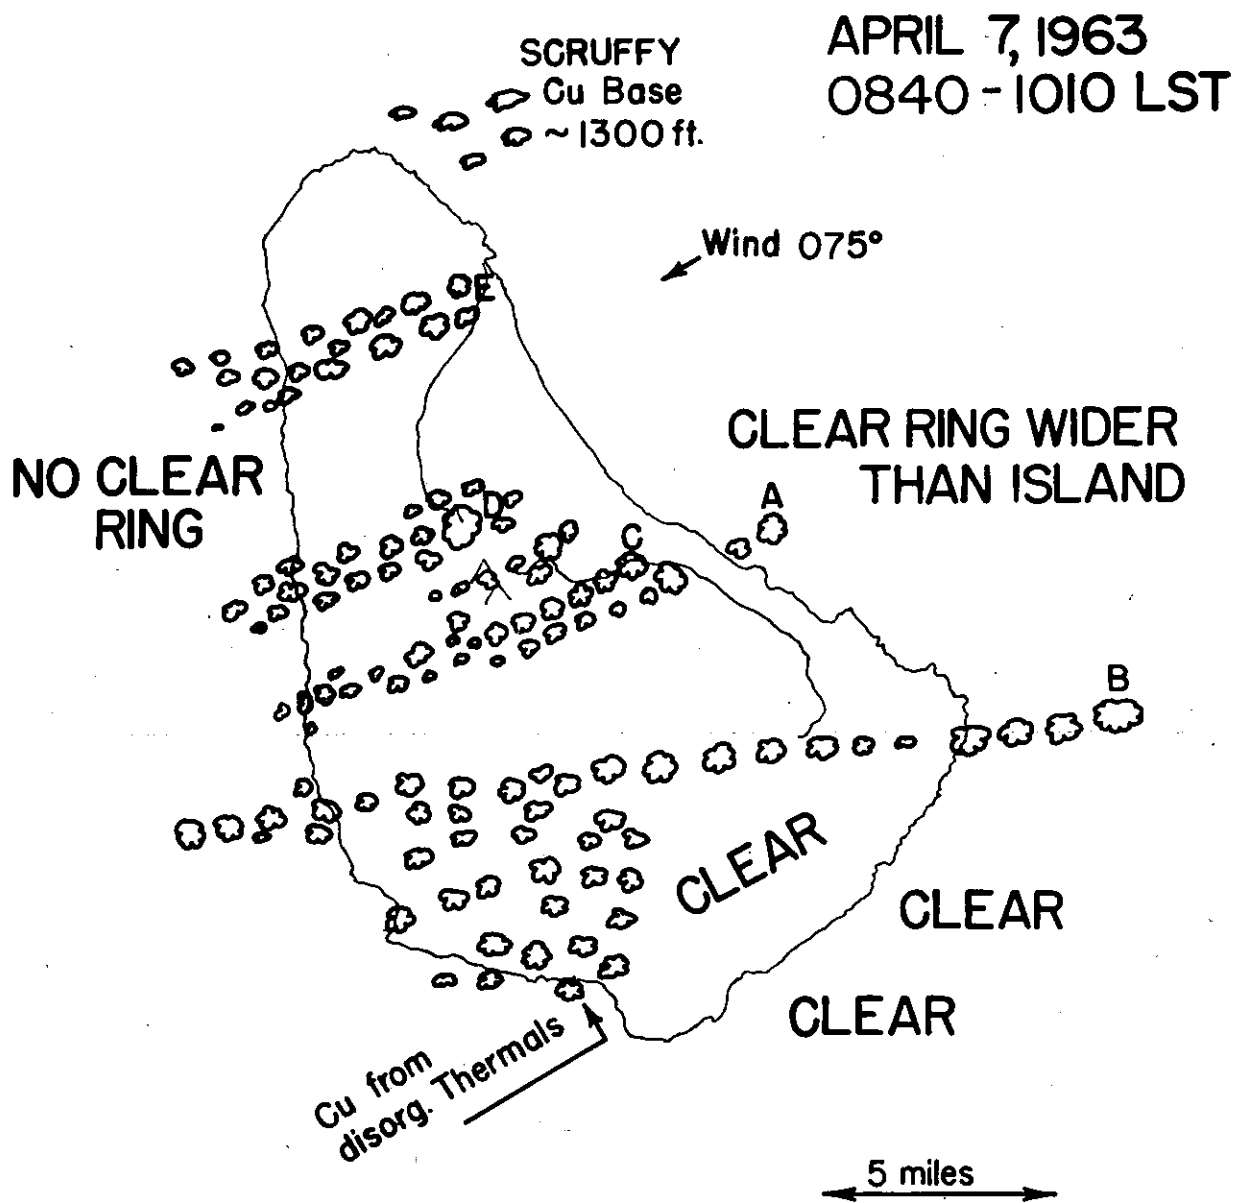 APRIL 7, 1963
0840-1010 LST
SCRUFFY
Cu Base
~ 1300 ft.
Wind 075°
E
CLEAR RING WIDER
THAN ISLAND
NO CLEAR
RING
D
A
C
B
CLEAR
CLEAR
CLEAR
Cu from
disorg. Thermals
5 miles